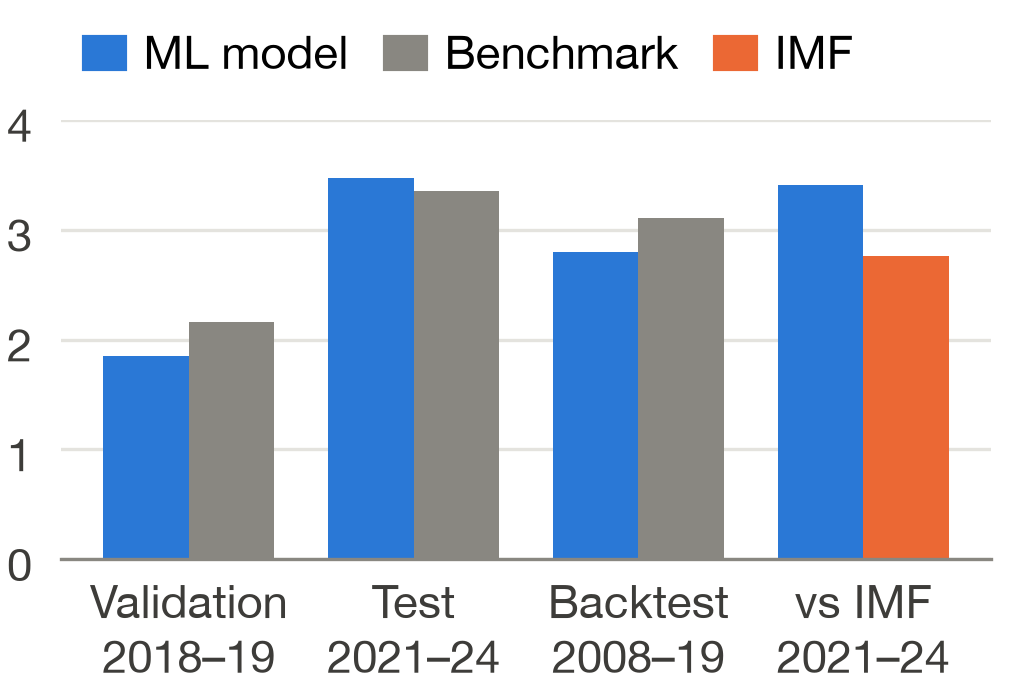 ML model Benchmark IMF
4
3
2
1
0
Validation Test Backtest vs IMF
2018–19 2021–24 2008–19 2021–24